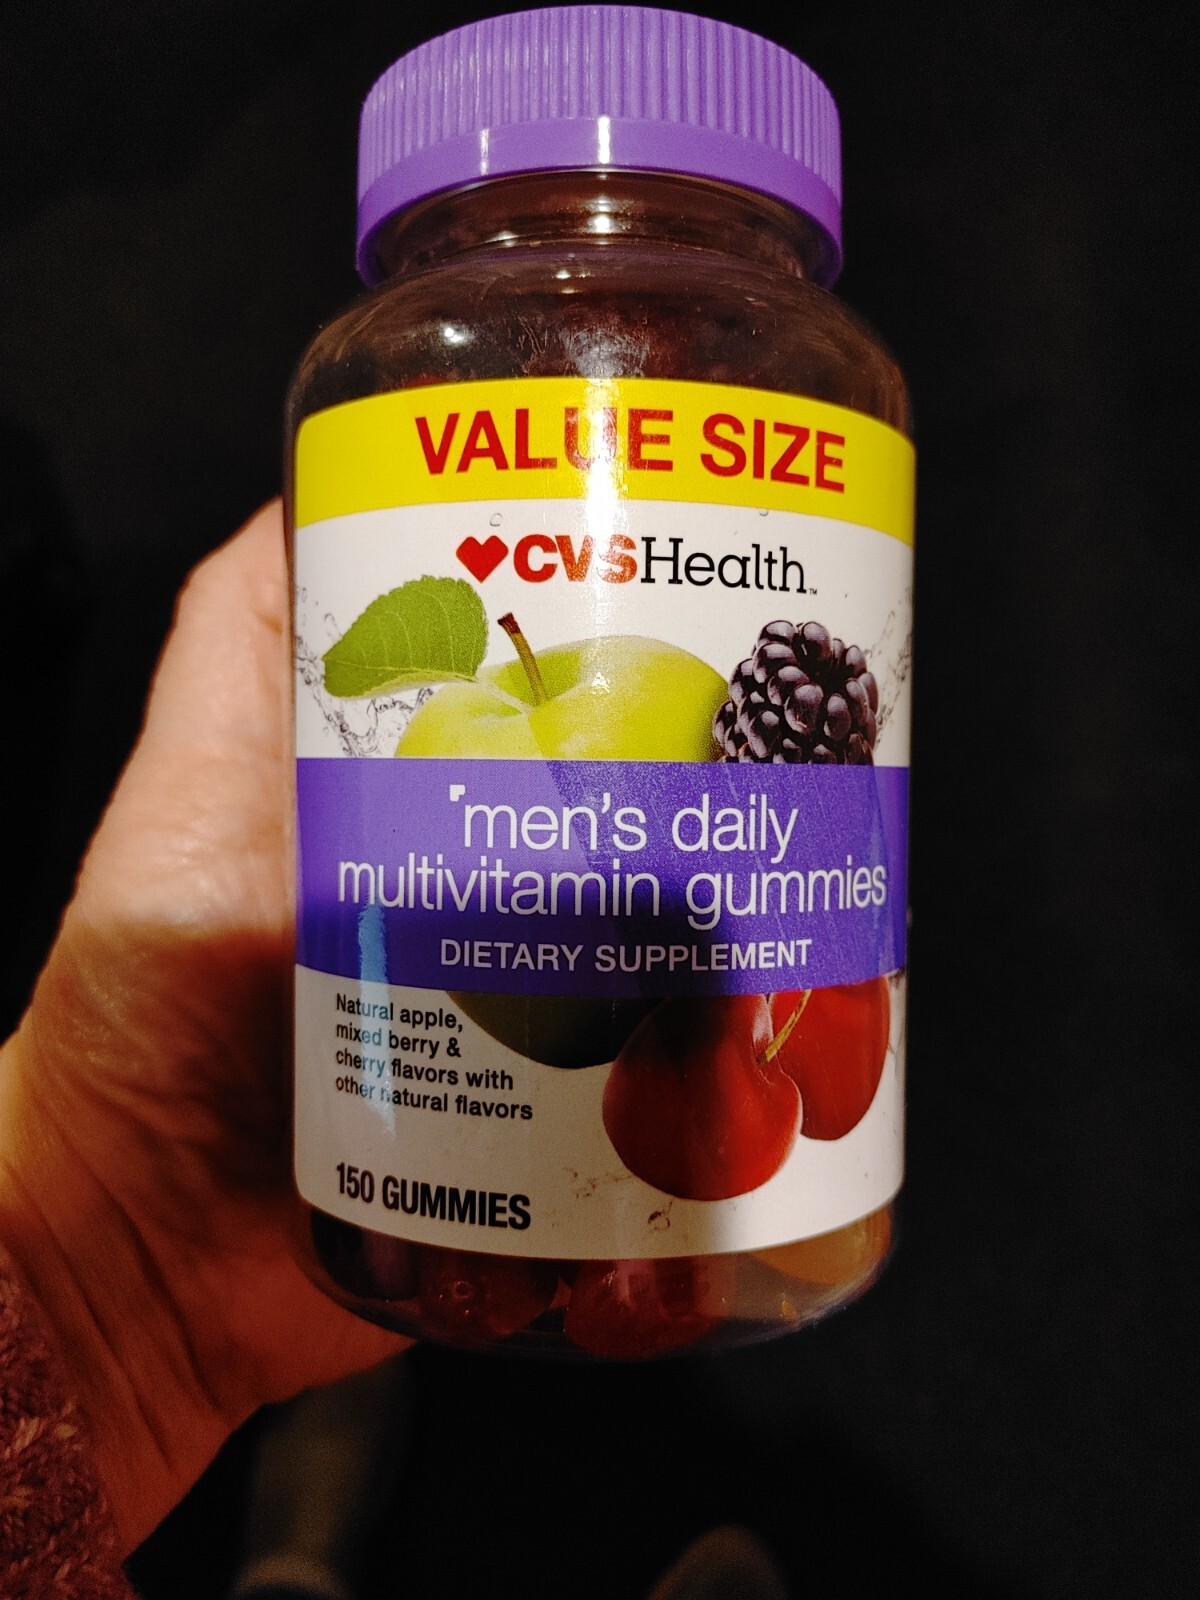 VALUE SIZE
CVSHealth™
men's daily
multivitamin gummies
DIETARY SUPPLEMENT
Natural apple,
mixed berry &
cherry flavors with
other natural flavors
150 GUMMIES